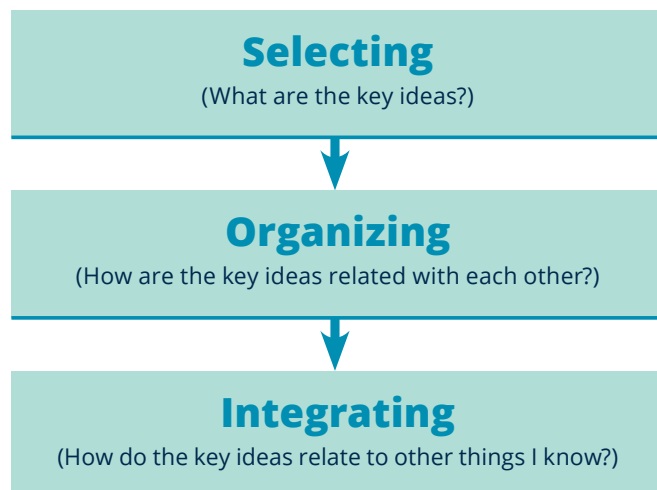 Selecting
(What are the key ideas?)
Organizing
(How are the key ideas related with each other?)
Integrating
(How do the key ideas relate to other things I know?)